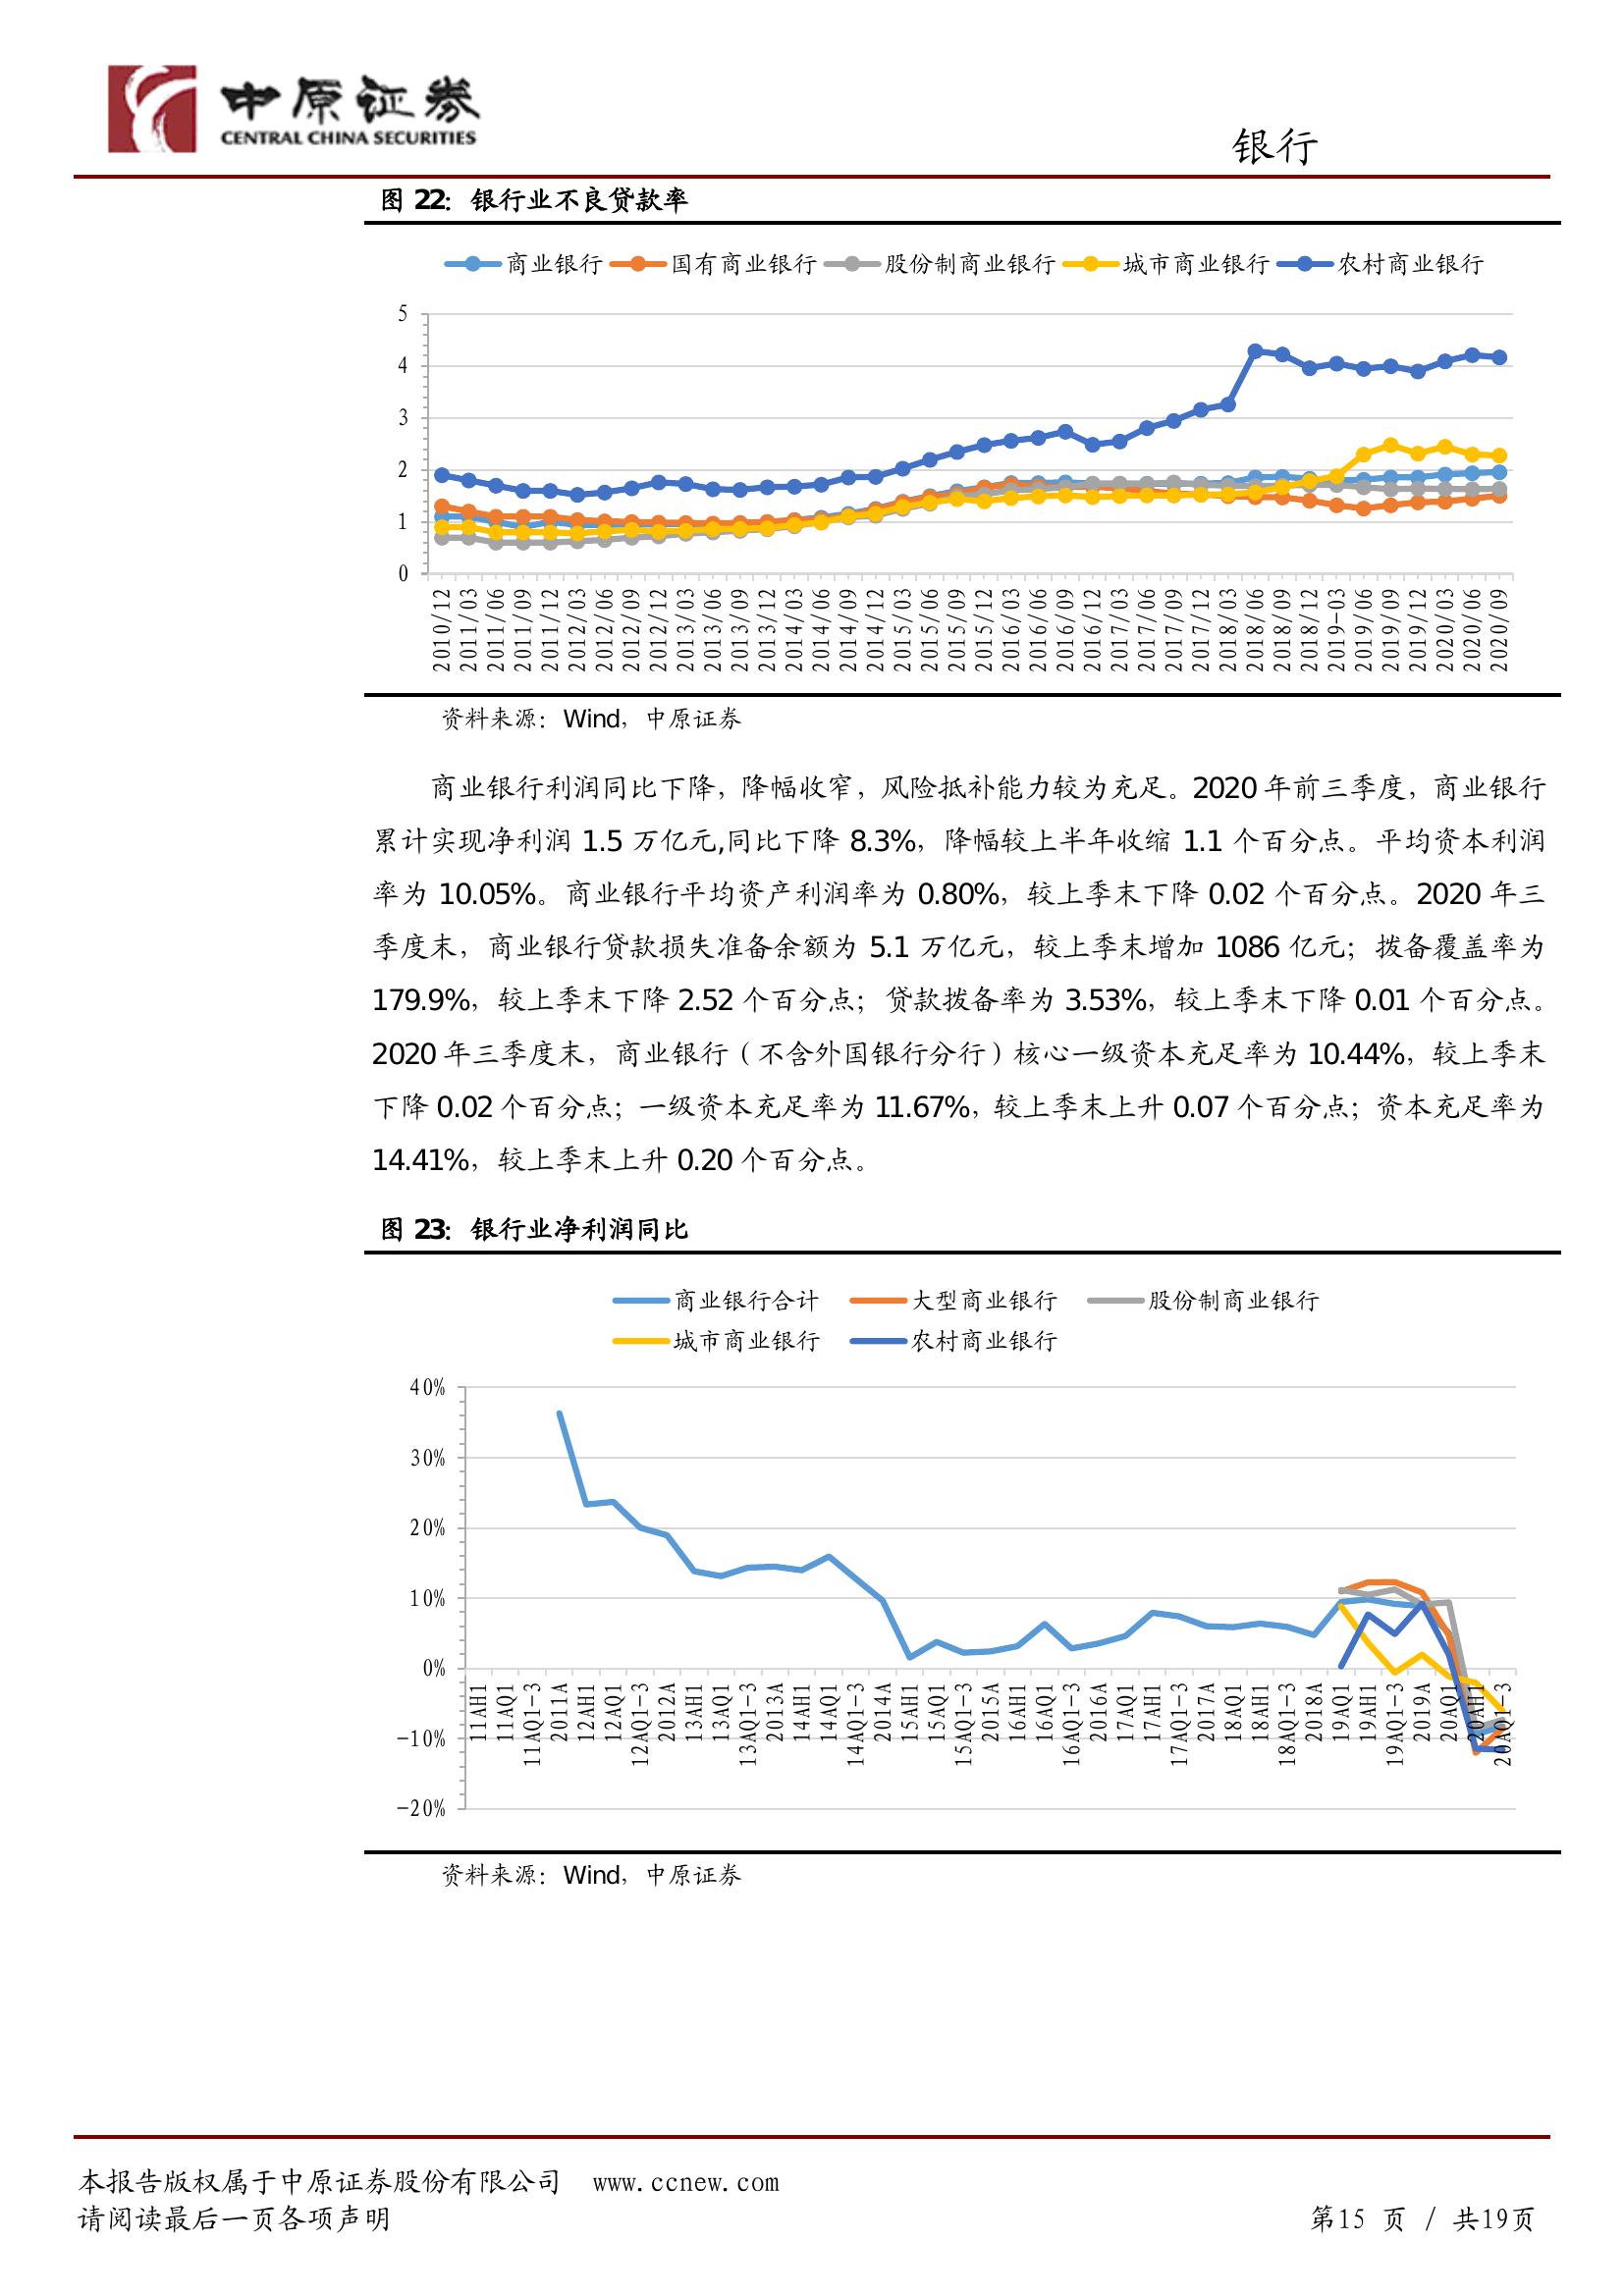 中原证券
CENTRAL CHINA SECURITIES
银行
图 22：银行业不良贷款率
商业银行 国有商业银行 股份制商业银行 城市商业银行 农村商业银行
5
4
3
2
1
0
2010/12 2011/03 2011/06 2011/09 2011/12 2012/03 2012/06 2012/09 2012/12 2013/03 2013/06 2013/09 2013/12 2014/03 2014/06 2014/09 2014/12 2015/03 2015/06 2015/09 2015/12 2016/03 2016/06 2016/09 2016/12 2017/03 2017/06 2017/09 2017/12 2018/03 2018/06 2018/09 2018/12 2019-03 2019/06 2019/09 2019/12 2020/03 2020/06 2020/09
资料来源：Wind，中原证券
商业银行利润同比下降，降幅收窄，风险抵补能力较为充足。2020 年前三季度，商业银行
累计实现净利润 1.5 万亿元,同比下降 8.3%，降幅较上半年收缩 1.1 个百分点。平均资本利润
率为 10.05%。商业银行平均资产利润率为 0.80%，较上季末下降 0.02 个百分点。2020 年三
季度末，商业银行贷款损失准备余额为 5.1 万亿元，较上季末增加 1086 亿元；拨备覆盖率为
179.9%，较上季末下降 2.52 个百分点；贷款拨备率为 3.53%，较上季末下降 0.01 个百分点。
2020 年三季度末，商业银行（不含外国银行分行）核心一级资本充足率为 10.44%，较上季末
下降 0.02 个百分点；一级资本充足率为 11.67%，较上季末上升 0.07 个百分点；资本充足率为
14.41%，较上季末上升 0.20 个百分点。
图 23：银行业净利润同比
商业银行合计 大型商业银行 股份制商业银行
城市商业银行 农村商业银行
40%
30%
20%
10%
0%
-10%
-20%
11AH1 11AQ1 11AQ1-3 2011A 12AH1 12AQ1 12AQ1-3 2012A 13AH1 13AQ1 13AQ1-3 2013A 14AH1 14AQ1 14AQ1-3 2014A 15AH1 15AQ1 15AQ1-3 2015A 16AH1 16AQ1 16AQ1-3 2016A 17AQ1 17AH1 17AQ1-3 2017A 18AQ1 18AH1 18AQ1-3 2018A 19AQ1 19AH1 19AQ1-3 2019A 20AQ1 20AH1 20AQ1-3
资料来源：Wind，中原证券
本报告版权属于中原证券股份有限公司 www.ccnew.com
请阅读最后一页各项声明 第15 页 / 共19页